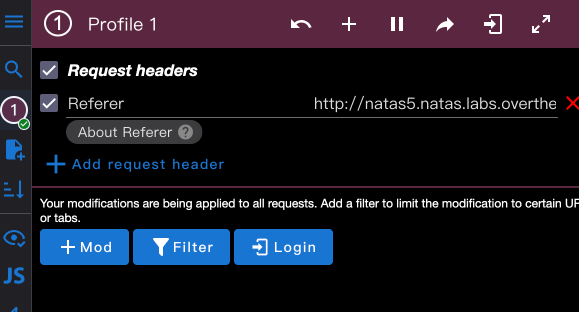 1 Profile 1
Request headers
Referer http://natas5.natas.labs.overthe
1
About Referer ?
+ Add request header
Your modifications are being applied to all requests. Add a filter to limit the modification to certain
or tabs.
+ Mod Filter Login
JS